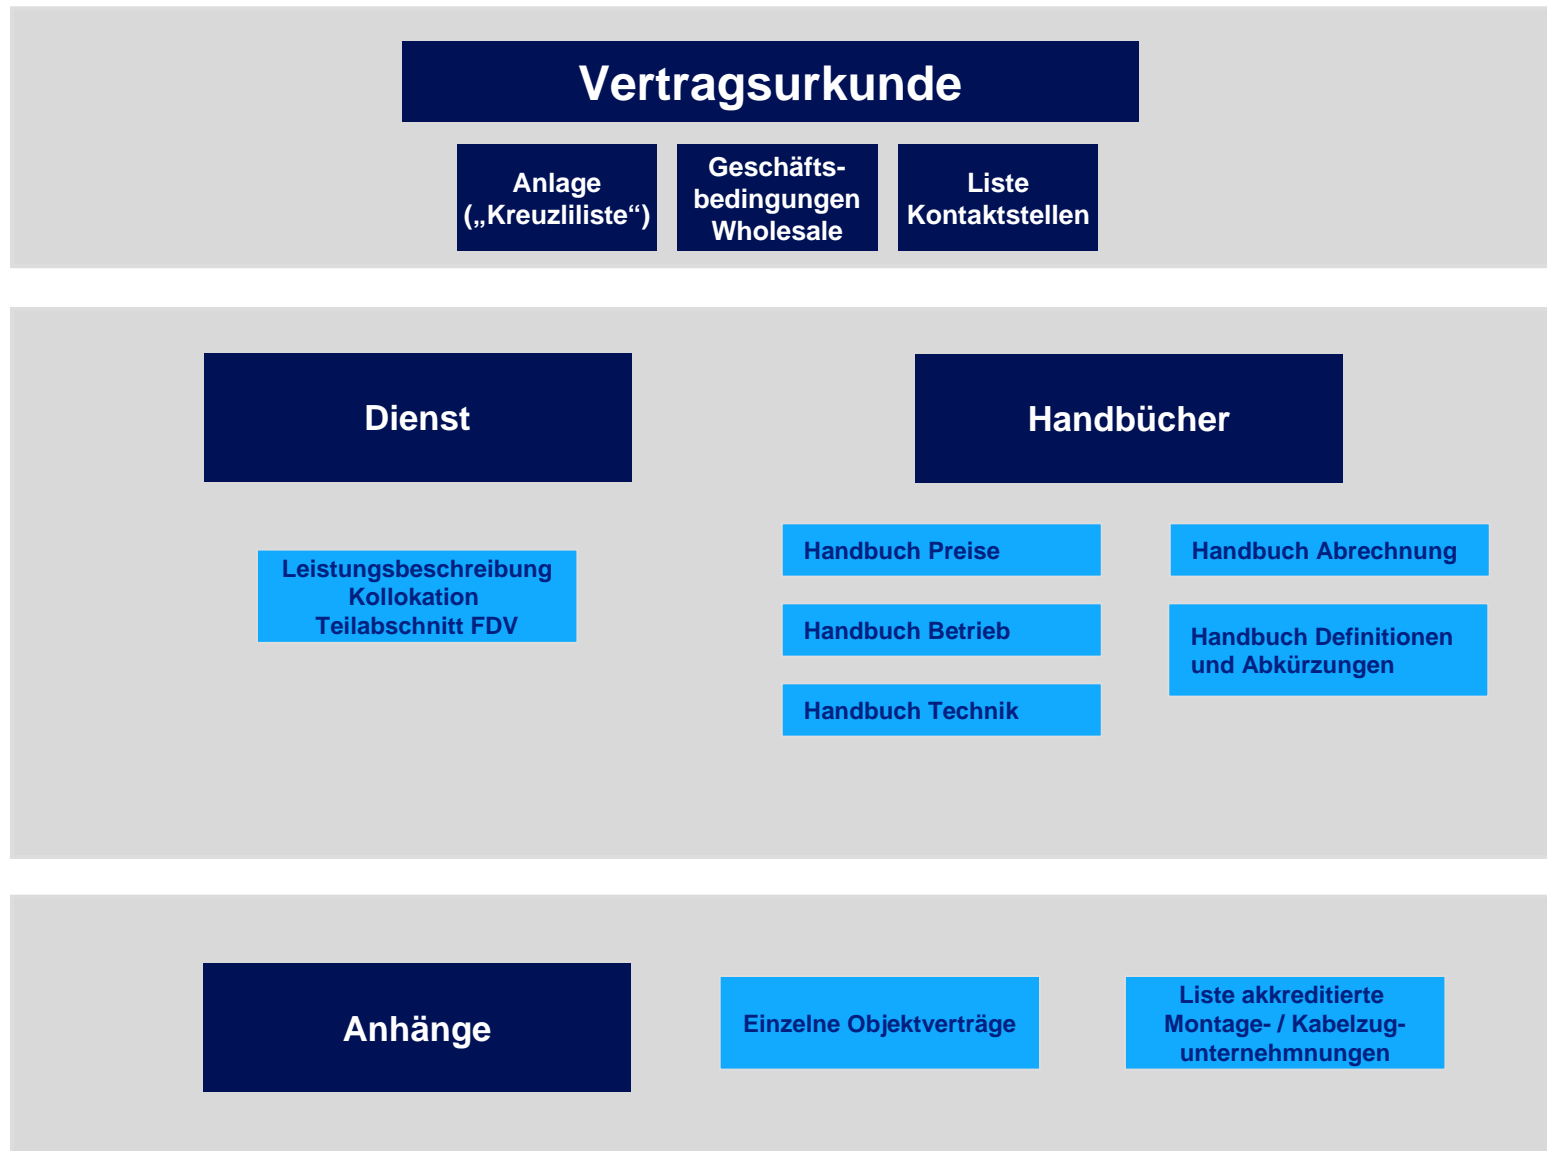 Vertragsurkunde
Anlage
(„Kreuzliliste“)
Geschäfts-
bedingungen
Wholesale
Liste
Kontaktstellen
Dienst
Leistungsbeschreibung
Kollokation
Teilabschnitt FDV
Handbücher
Handbuch Preise
Handbuch Betrieb
Handbuch Technik
Handbuch Abrechnung
Handbuch Definitionen
und Abkürzungen
Anhänge
Einzelne Objektverträge
Liste akkreditierte
Montage- / Kabelzug-
unternehmnungen